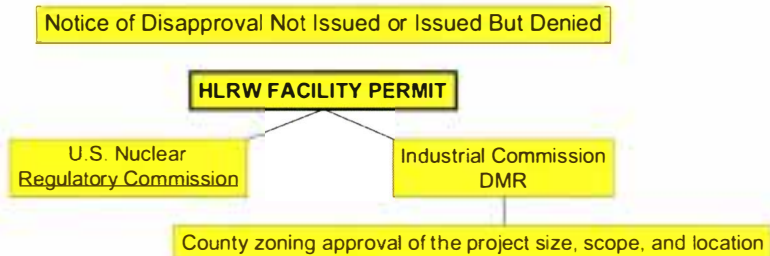 Notice of Disapproval Not Issued or Issued But Denied
HLRW FACILITY PERMIT
U.S. Nuclear
Regulatory Commission
Industrial Commission
DMR
County zoning approval of the project size, scope, and location